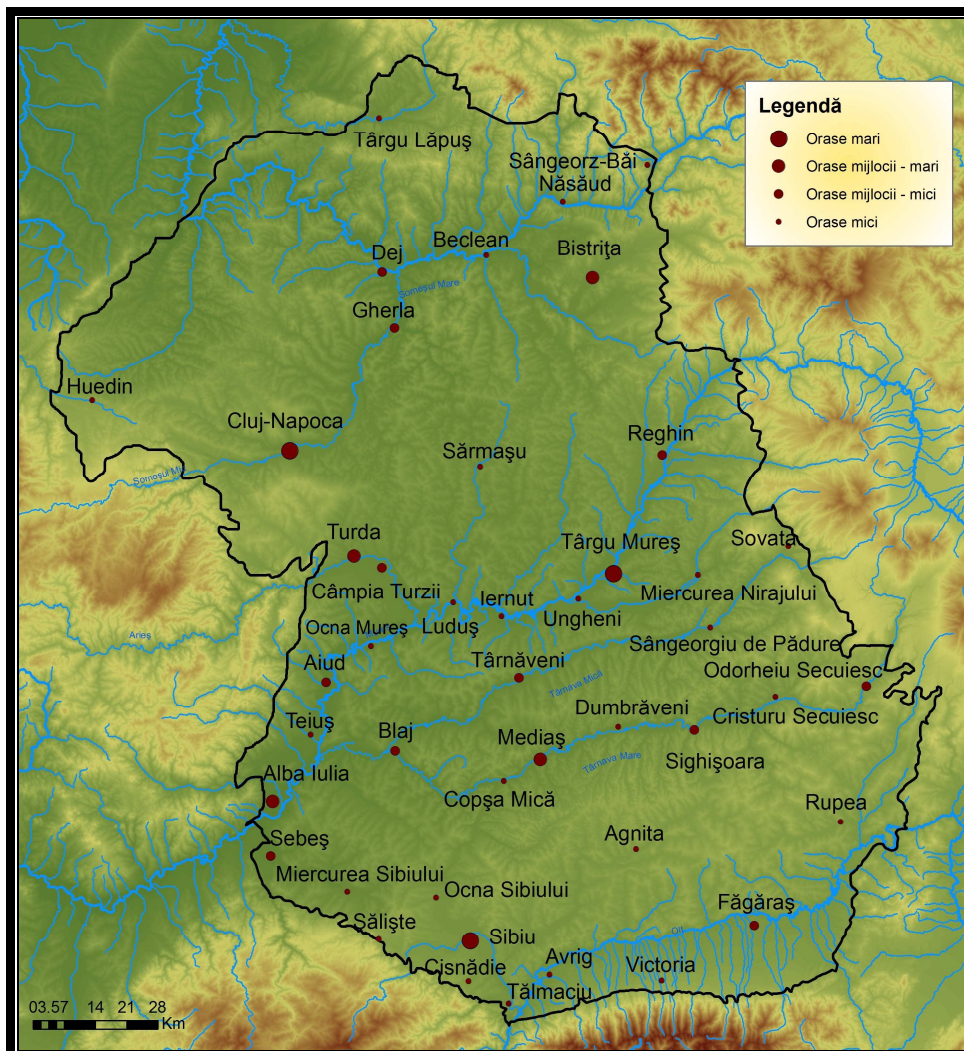 Legendă
Orase mari
Orase mijlocii - mari
Orase mijlocii - mici
Orase mici
Târgu Lăpuş
Sângeorz-Băi
Năsăud
Beclean
Bistriţa
Dej
Someşul Mare
Gherla
Huedin
Cluj-Napoca
Reghin
Sărmaşu
Someşul Mic
Turda
Târgu Mureş
Sovata
Câmpia Turzii
Iernut
Miercurea Nirajului
Luduş
Ungheni
Ocna Mureş
Arieş
Sângeorgiu de Pădure
Aiud
Târnăveni
Odorheiu Secuiesc
Târnava Mică
Dumbrăveni
Cristuru Secuiesc
Teiuş
Blaj
Mediaş
Sighişoara
Târnava Mare
Alba Iulia
Copşa Mică
Rupea
Sebeş
Agnita
Miercurea Sibiului
Ocna Sibiului
Făgăraş
Sălişte
Sibiu
Olt
Cisnădie
Avrig
Victoria
Tălmaciu
03.57 14 21 28
Km